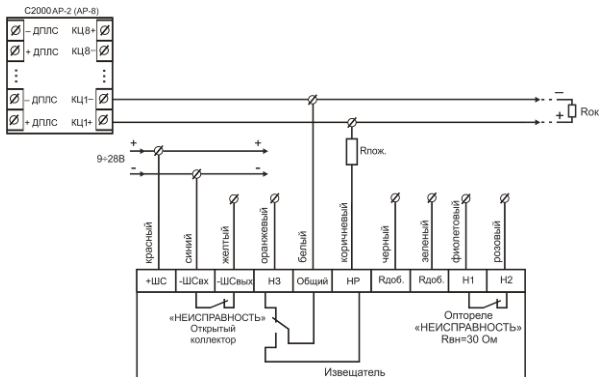 С2000 АР-2 (АР-8)
– ДПЛС КЦ8+
+ ДПЛС КЦ8–
– ДПЛС КЦ1–
+ ДПЛС КЦ1+
–
+
Rок
+ +
9÷28В
- -
Rпож.
красный
синий
желтый
оранжевый
белый
коричневый
черный
зеленый
фиолетовый
розовый
+ШС -ШСвх -ШСвых НЗ Общий НР Rдоб. Rдоб. Н1 Н2
«НЕИСПРАВНОСТЬ»
Открытый
коллектор
Оптореле
«НЕИСПРАВНОСТЬ»
Rвн=30 Ом
Извещатель